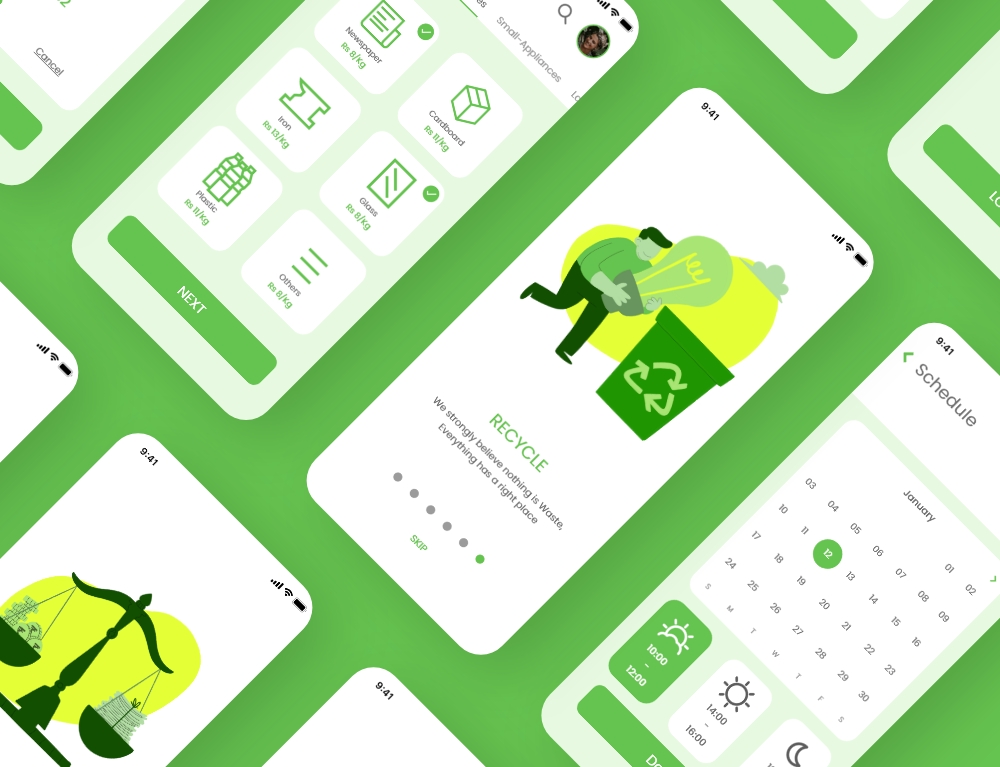 Cancel
Newspaper
Rs 8/Kg
Small-Appliances
Iron
Rs 13/Kg
Cardboard
Rs 11/Kg
Plastic
Rs 11/Kg
Glass
Rs 8/Kg
Others
Rs 8/Kg
NEXT
9:41
RECYCLE
We strongly believe nothing is Waste,
Everything has a right place
SKIP
9:41
9:41
9:41
Schedule
January
01 02
03 04 05 06 07 08 09
10 11 12 13 14 15 16
17 18 19 20 21 22 23
24 25 26 27 28 29 30
S M T W T F S
10:00
-
12:00
14:00
-
16:00